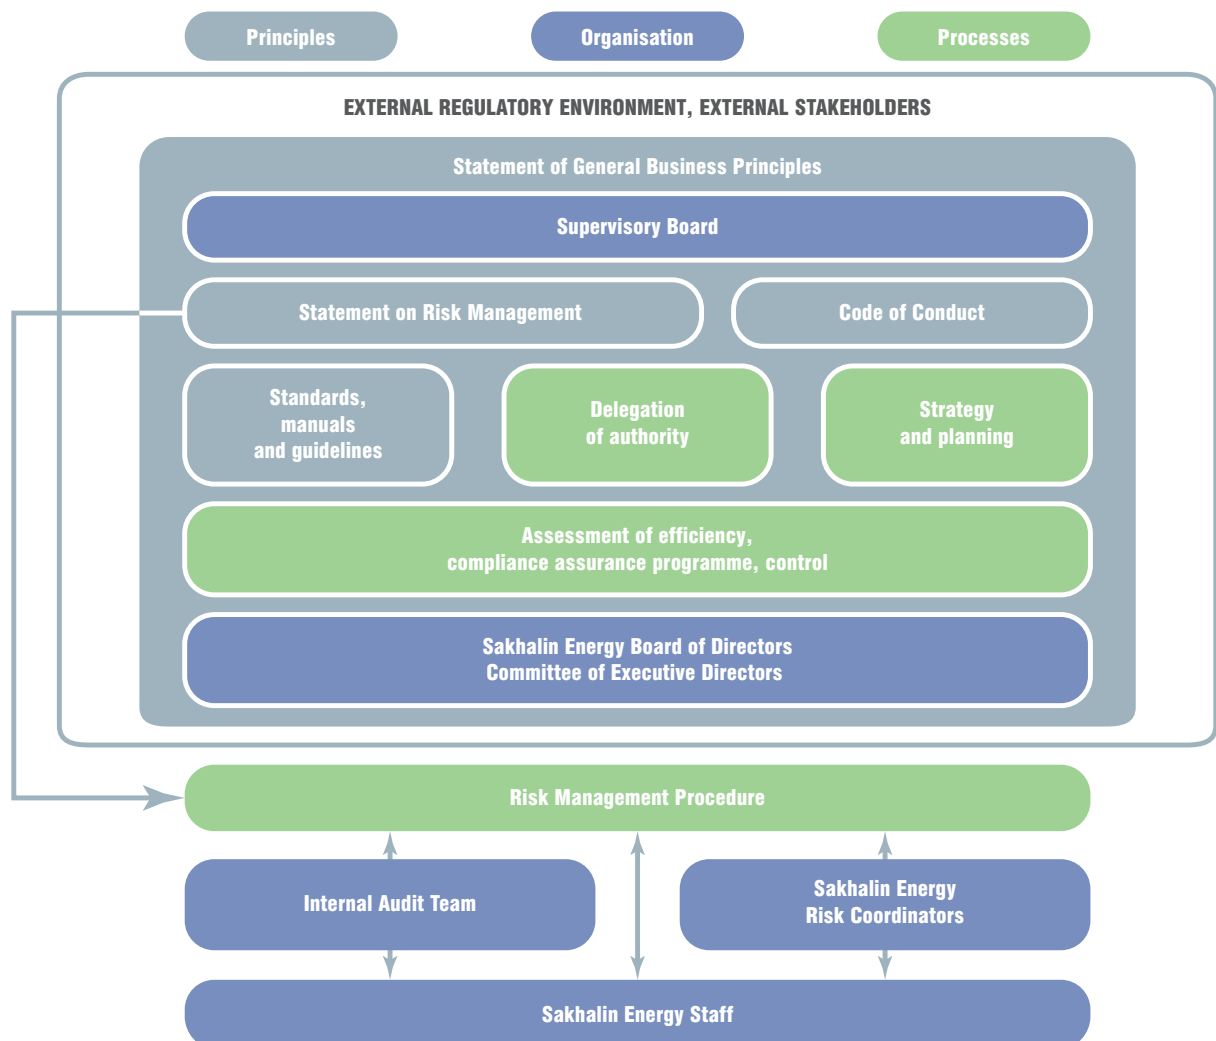 Principles
Organisation
Processes
EXTERNAL REGULATORY ENVIRONMENT, EXTERNAL STAKEHOLDERS
Statement of General Business Principles
Supervisory Board
Statement on Risk Management
Code of Conduct
Standards,
manuals
and guidelines
Delegation
of authority
Strategy
and planning
Assessment of efficiency,
compliance assurance programme, control
Sakhalin Energy Board of Directors
Committee of Executive Directors
Risk Management Procedure
Internal Audit Team
Sakhalin Energy
Risk Coordinators
Sakhalin Energy Staff